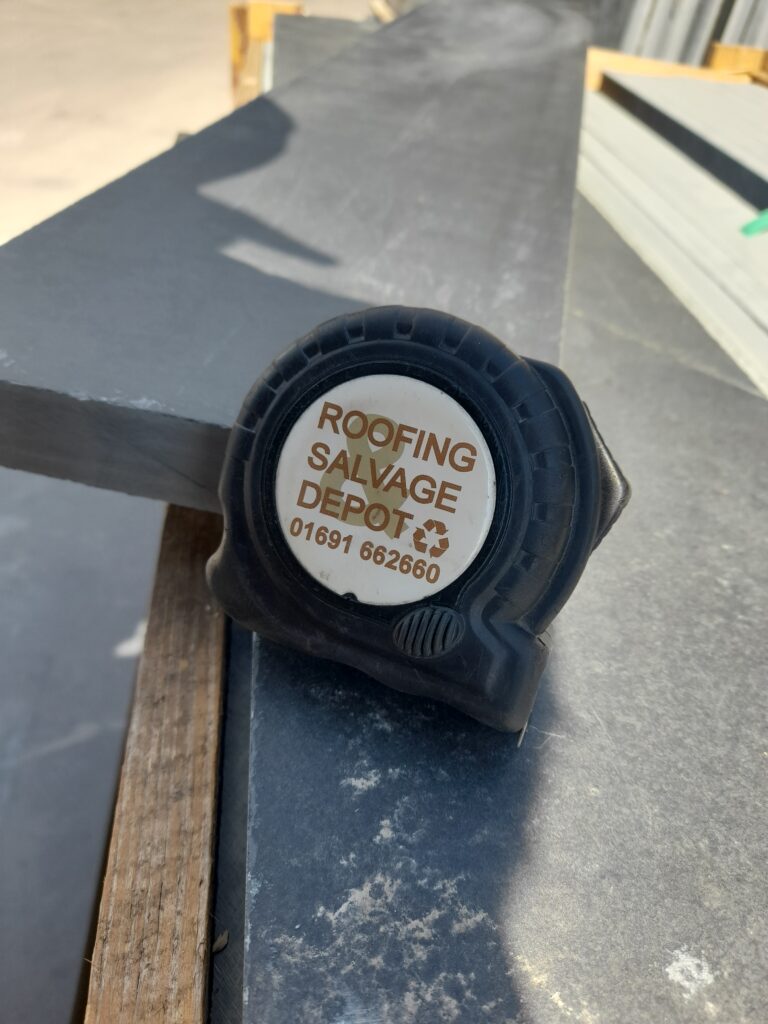 ROOFING
&
SALVAGE
DEPOT
01691 662660